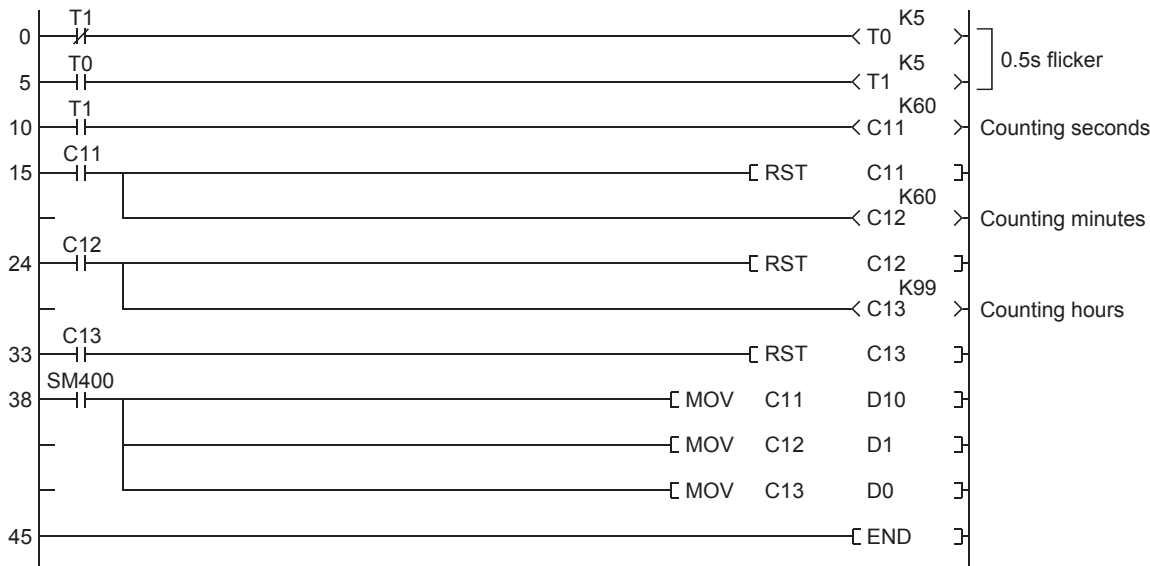 T1
K5
0 T0
0.5s flicker
T0
K5
5 T1
T1
K60
10 C11 Counting seconds
C11
15 RST C11
K60
C12 Counting minutes
C12
24 RST C12
K99
C13 Counting hours
C13
33 RST C13
SM400
38 MOV C11 D10
MOV C12 D1
MOV C13 D0
45 END